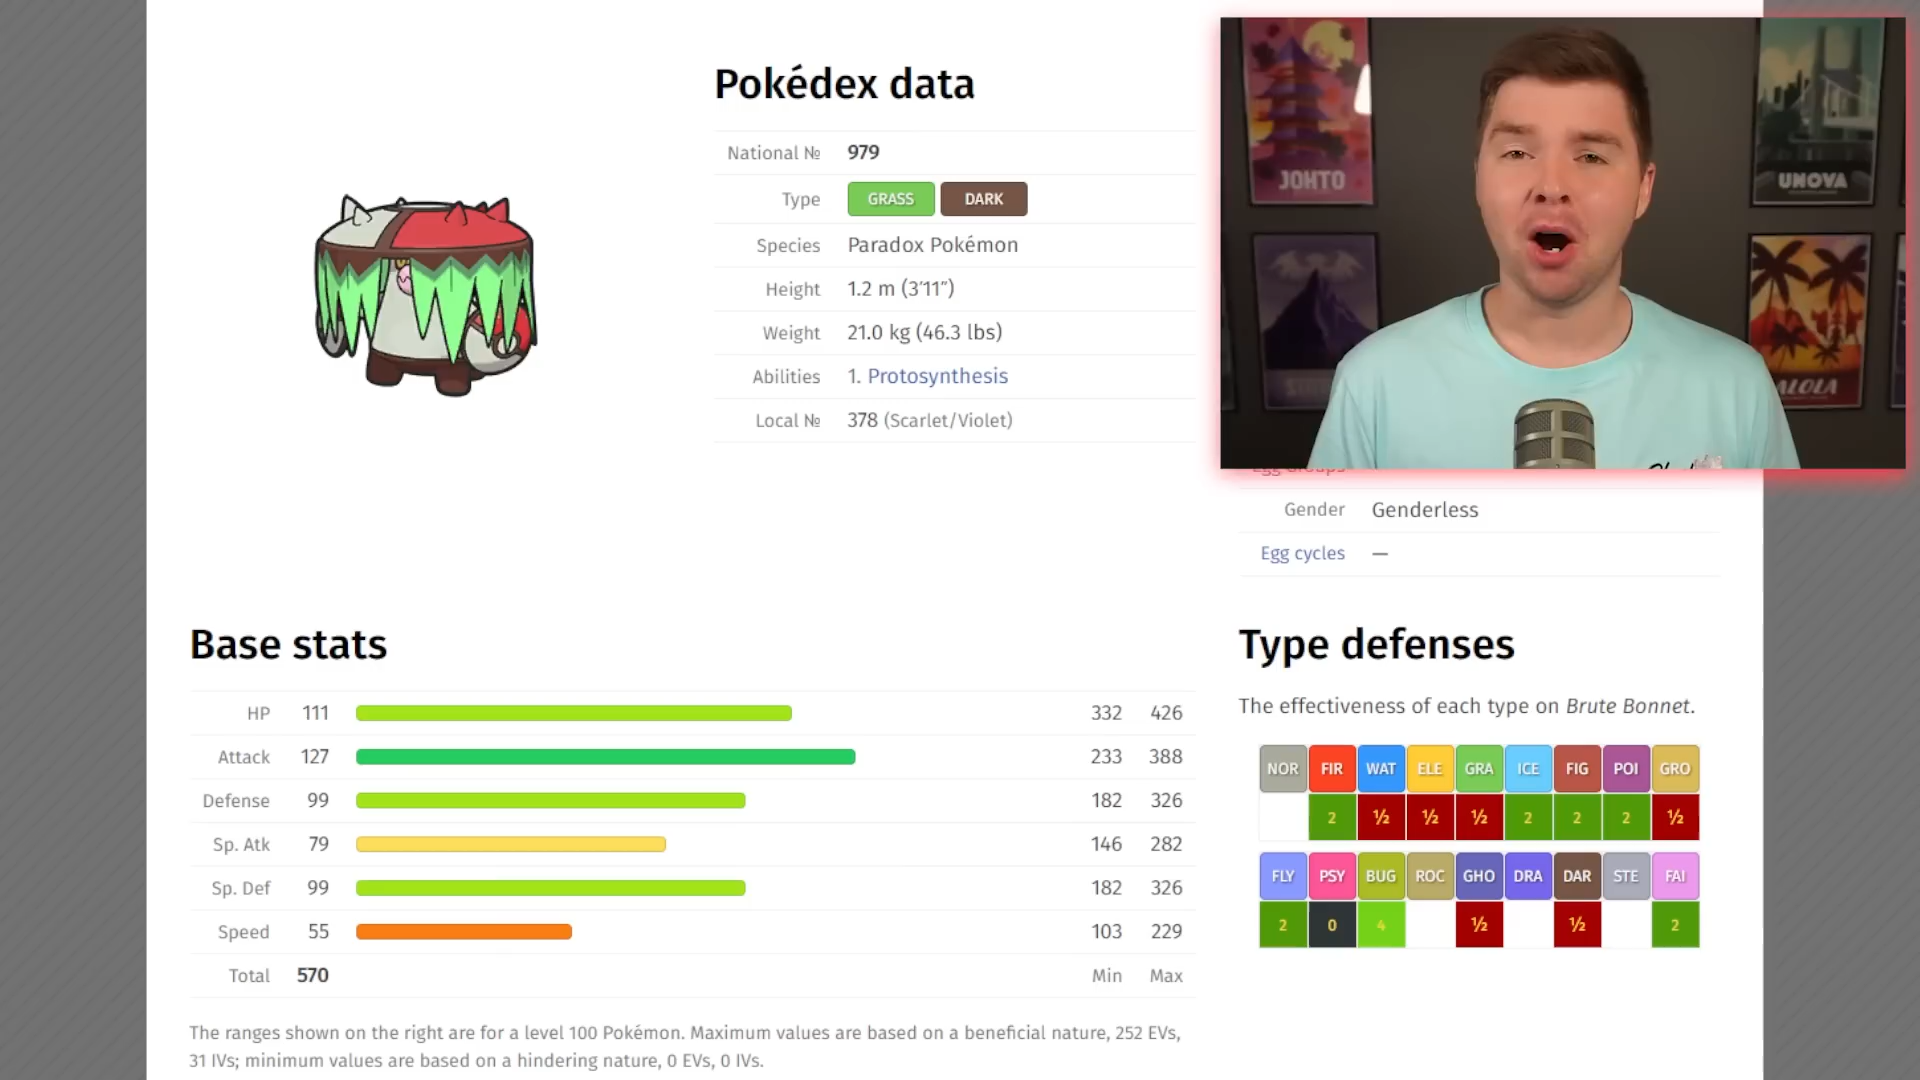 Pokédex data
National № 979
Type GRASS DARK
Species Paradox Pokémon
Height 1.2 m (3′11″)
Weight 21.0 kg (46.3 lbs)
Abilities 1. Protosynthesis
Local № 378 (Scarlet/Violet)
JOHTO
UNOVA
ALOLA
Egg Groups
Gender Genderless
Egg cycles —
Base stats
HP 111 332 426
Attack 127 233 388
Defense 99 182 326
Sp. Atk 79 146 282
Sp. Def 99 182 326
Speed 55 103 229
Total 570 Min Max
The ranges shown on the right are for a level 100 Pokémon. Maximum values are based on a beneficial nature, 252 EVs,
31 IVs; minimum values are based on a hindering nature, 0 EVs, 0 IVs.
Type defenses
The effectiveness of each type on Brute Bonnet.
NOR FIR WAT ELE GRA ICE FIG POI GRO
2 ½ ½ ½ 2 2 2 ½
FLY PSY BUG ROC GHO DRA DAR STE FAI
2 0 4 ½ ½ 2